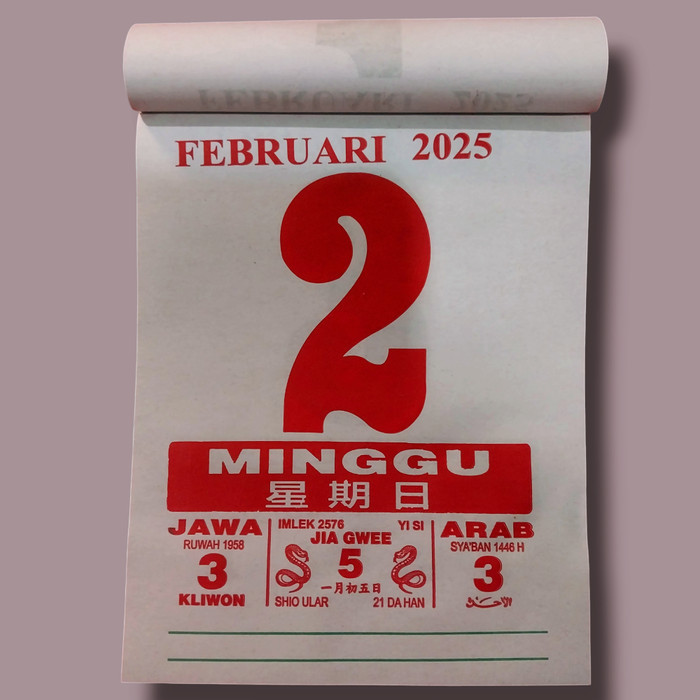 FEBRUARI 2025
2
MINGGU
星期日
JAWA
RUWAH 1958
3
KLIWON
IMLEK 2576 YI SI
JIA GWEE
5
一月初五日
SHIO ULAR 21 DA HAN
ARAB
SYA'BAN 1446 H
3
الأحد